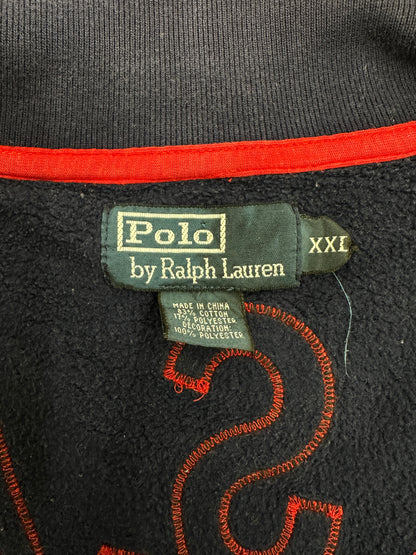 Polo
by Ralph Lauren
XXL
MADE IN CHINA
83% COTTON
17% POLYESTER
DECORATION:
100% POLYESTER